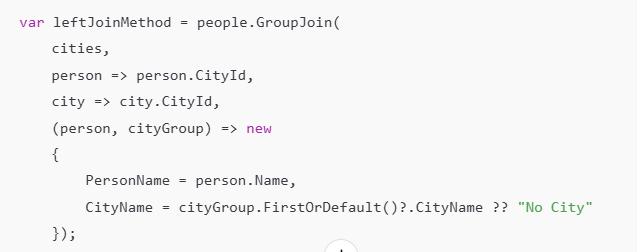 var leftJoinMethod = people.GroupJoin(
    cities,
    person => person.CityId,
    city => city.CityId,
    (person, cityGroup) => new
    {
        PersonName = person.Name,
        CityName = cityGroup.FirstOrDefault()?.CityName ?? "No City"
    });